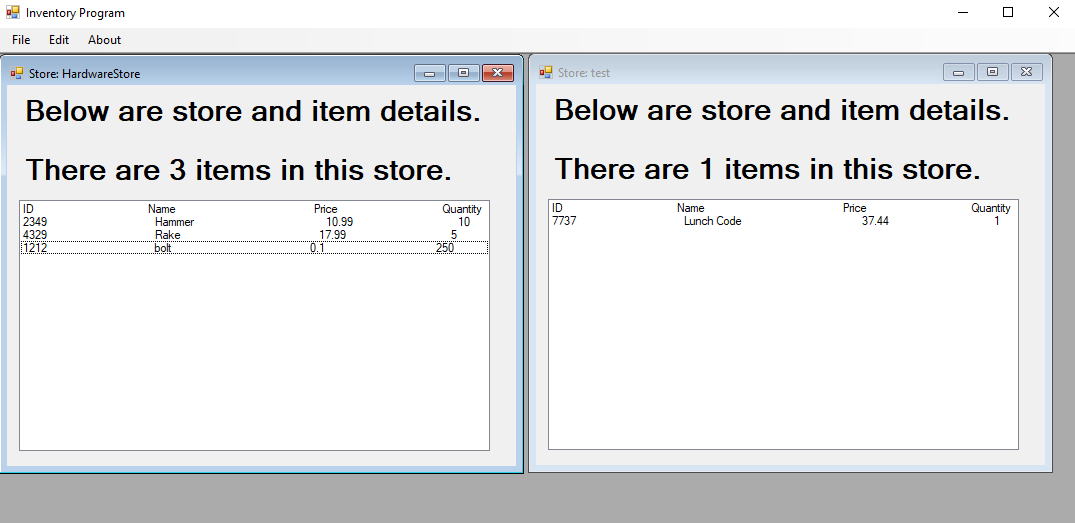 Inventory Program
File Edit About
Store: HardwareStore
Below are store and item details.
There are 3 items in this store.
ID Name Price Quantity
2349 Hammer 10.99 10
4329 Rake 17.99 5
1212 bolt 0.1 250
Store: test
Below are store and item details.
There are 1 items in this store.
ID Name Price Quantity
7737 Lunch Code 37.44 1